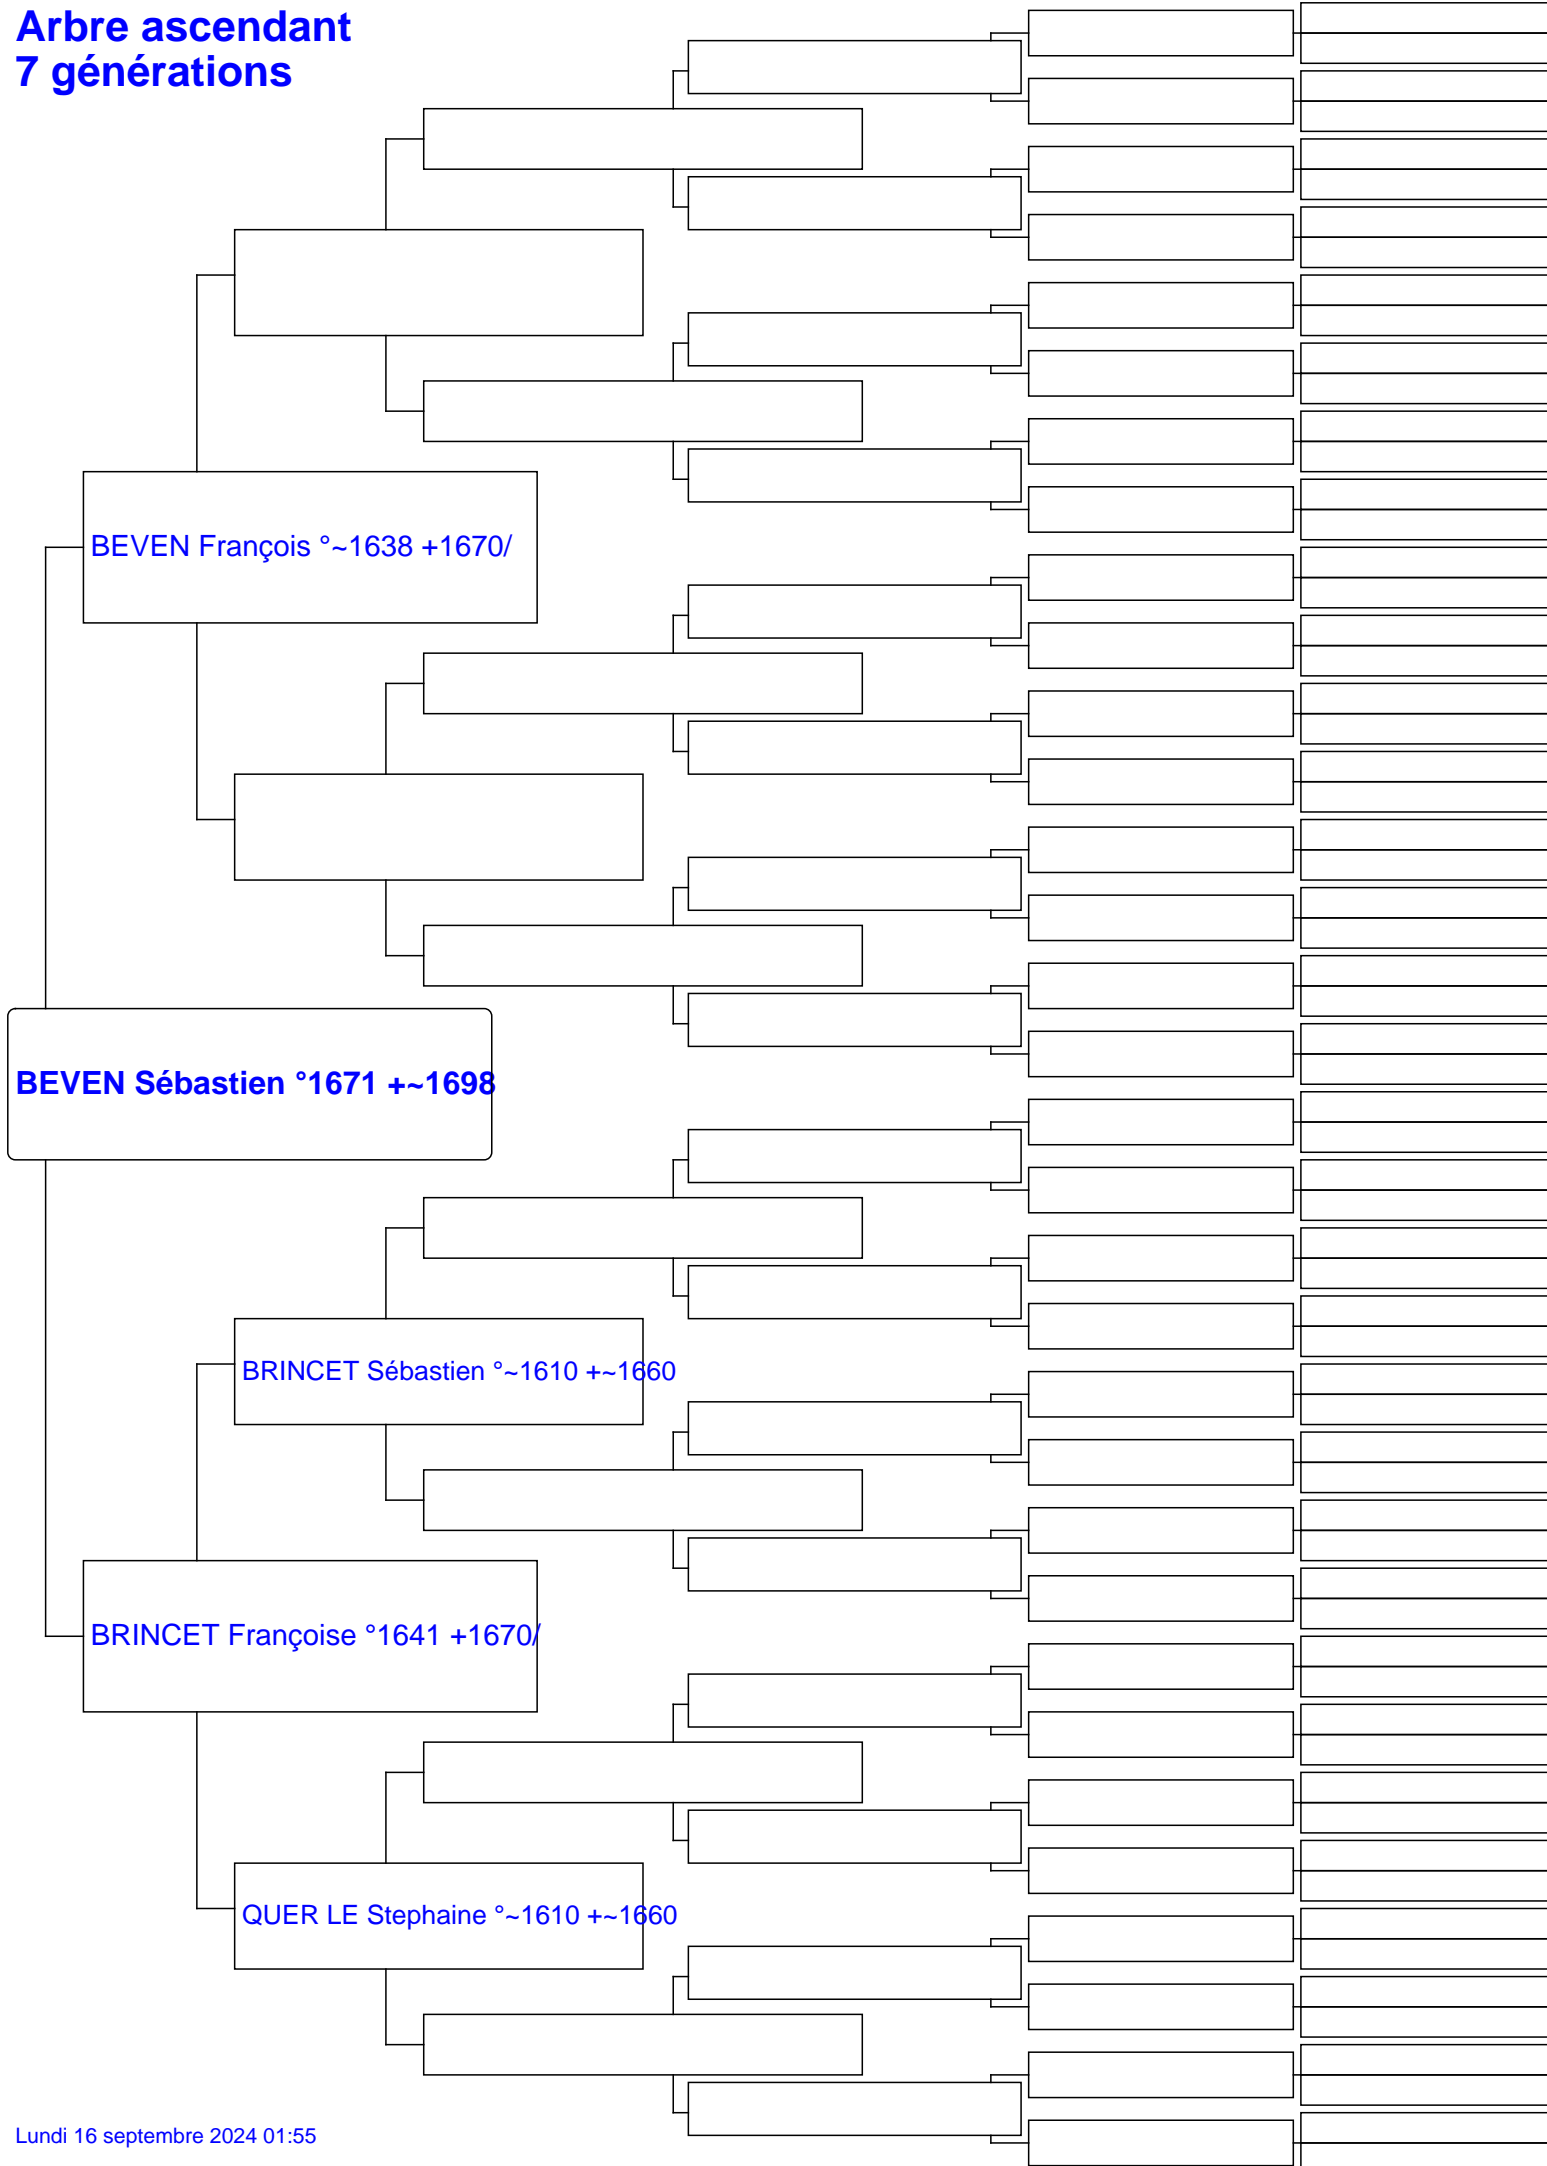 Arbre ascendant
7 générations
BEVEN François °~1638 +1670/
BEVEN Sébastien °1671 +~1698
BRINCET Sébastien °~1610 +~1660
BRINCET Françoise °1641 +1670/
QUER LE Stephaine °~1610 +~1660
Lundi 16 septembre 2024 01:55